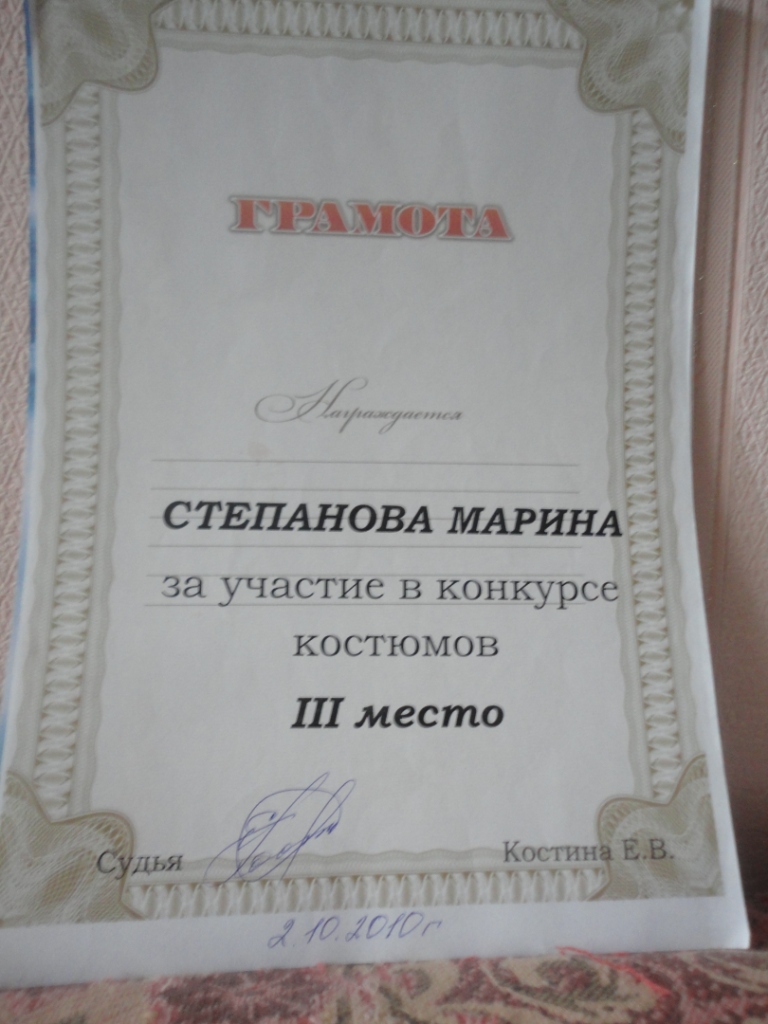 ГРАМОТА
Награждается
СТЕПАНОВА МАРИНА
за участие в конкурсе
костюмов
III место
Судья Костина Е.В.
2.10.2010г